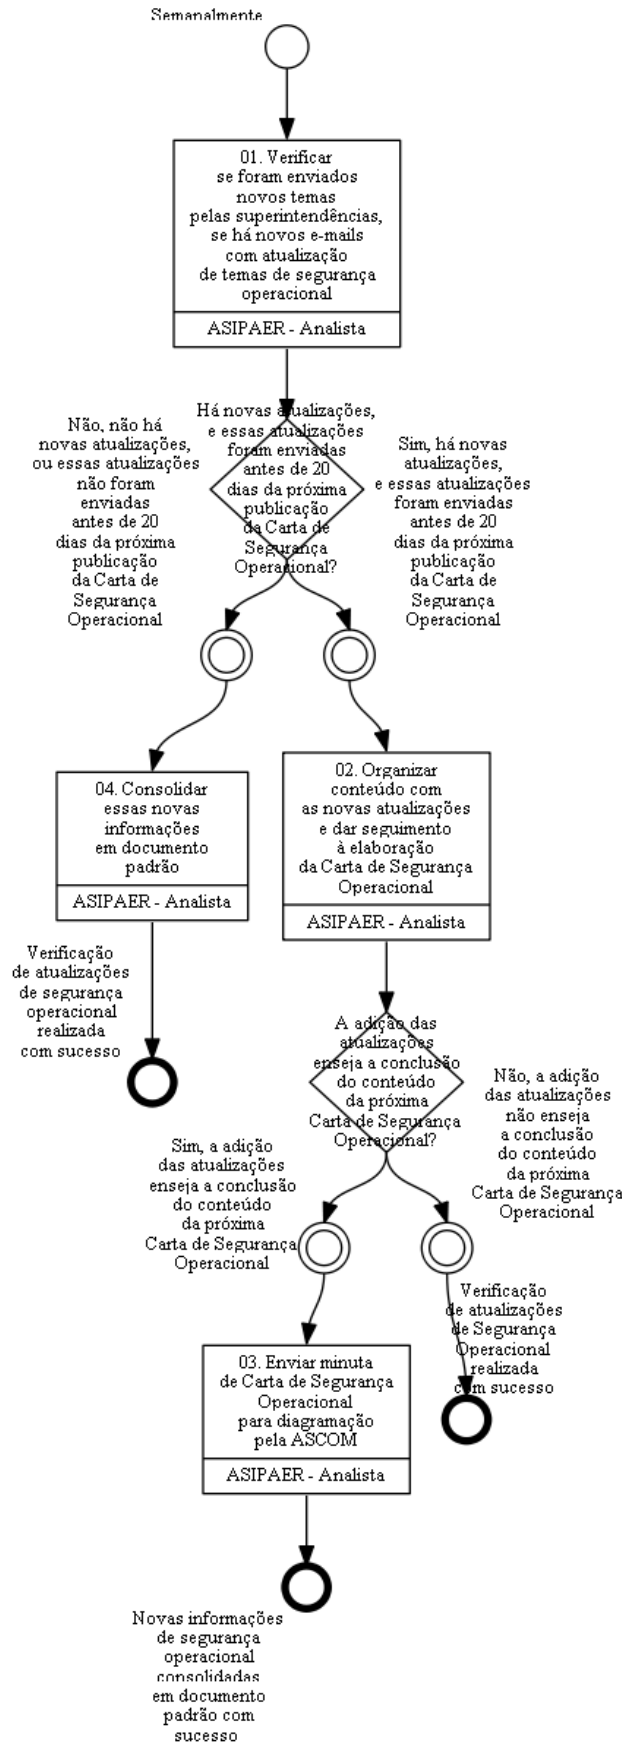 Semanalmente
01. Verificar
se foram enviados
novos temas
pelas superintendências,
se há novos e-mails
com atualização
de temas de segurança
operacional
ASIPAER - Analista
Há novas atualizações,
e essas atualizações
foram enviadas
antes de 20
dias da próxima
publicação
da Carta de
Segurança
Operacional?
Não, não há
novas atualizações,
ou essas atualizações
não foram
enviadas
antes de 20
dias da próxima
publicação
da Carta de
Segurança
Operacional
Sim, há novas
atualizações,
e essas atualizações
foram enviadas
antes de 20
dias da próxima
publicação
da Carta de
Segurança
Operacional
04. Consolidar
essas novas
informações
em documento
padrão
ASIPAER - Analista
02. Organizar
conteúdo com
as novas atualizações
e dar seguimento
à elaboração
da Carta de Segurança
Operacional
ASIPAER - Analista
Verificação
de atualizações
de segurança
operacional
realizada
com sucesso
A adição das
atualizações
enseja a conclusão
do conteúdo
da próxima
Carta de Segurança
Operacional?
Sim, a adição
das atualizações
enseja a conclusão
do conteúdo
da próxima
Carta de Segurança
Operacional
Não, a adição
das atualizações
não enseja
a conclusão
do conteúdo
da próxima
Carta de Segurança
Operacional
03. Enviar minuta
de Carta de Segurança
Operacional
para diagramação
pela ASCOM
ASIPAER - Analista
Verificação
de atualizações
de Segurança
Operacional
realizada
com sucesso
Novas informações
de segurança
operacional
consolidadas
em documento
padrão com
sucesso